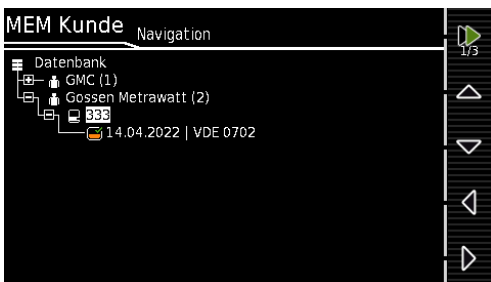 MEM Kunde Navigation
1/3
Datenbank
GMC (1)
Gossen Metrawatt (2)
333
14.04.2022 | VDE 0702